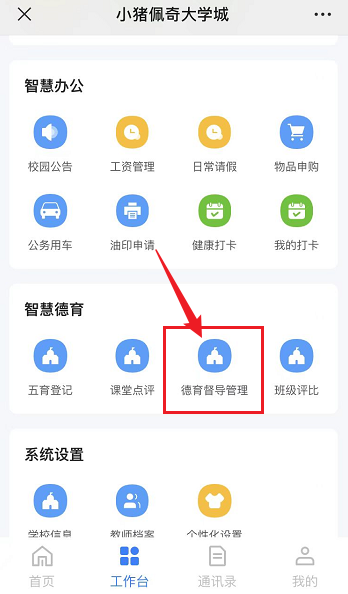 小猪佩奇大学城
智慧办公
校园公告 工资管理 日常请假 物品申购
公务用车 油印申请 健康打卡 我的打卡
智慧德育
五育登记 课堂点评 德育督导管理 班级评比
系统设置
学校信息 教师档案 个性化设置
首页 工作台 通讯录 我的